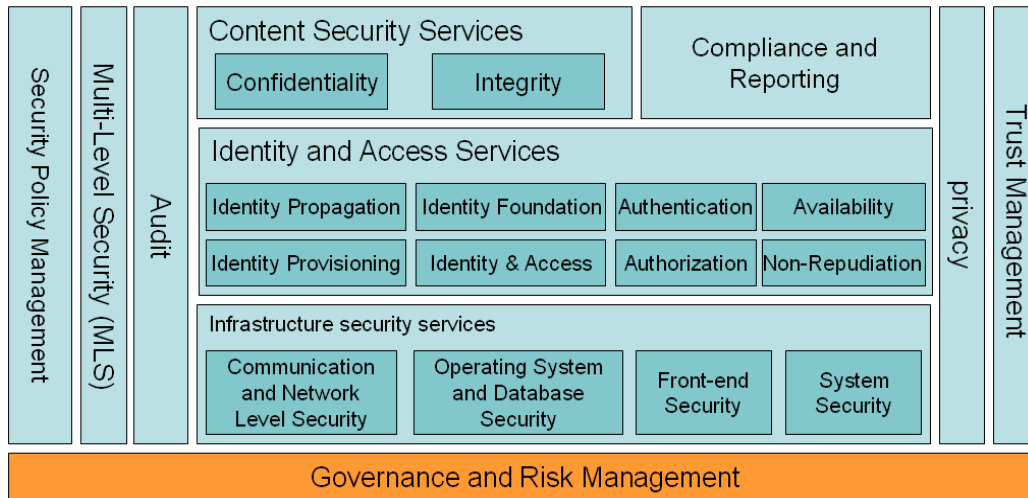 Security Policy Management
Multi-Level Security (MLS)
Audit
Content Security Services
Confidentiality
Integrity
Compliance and
Reporting
Identity and Access Services
Identity Propagation
Identity Foundation
Authentication
Availability
Identity Provisioning
Identity & Access
Authorization
Non-Repudiation
Infrastructure security services
Communication
and Network
Level Security
Operating System
and Database
Security
Front-end
Security
System
Security
privacy
Trust Management
Governance and Risk Management